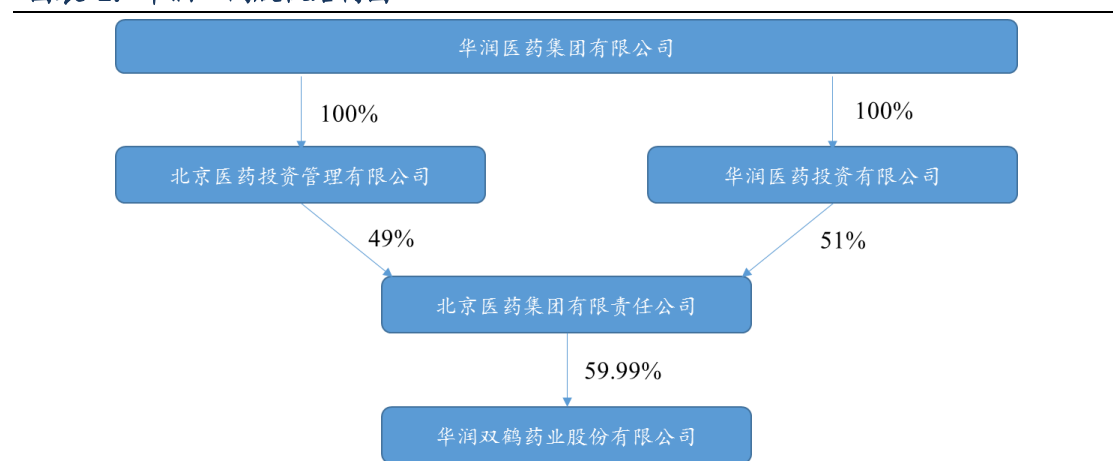 华润医药集团有限公司
100%
100%
北京医药投资管理有限公司
华润医药投资有限公司
49%
51%
北京医药集团有限责任公司
59.99%
华润双鹤药业股份有限公司